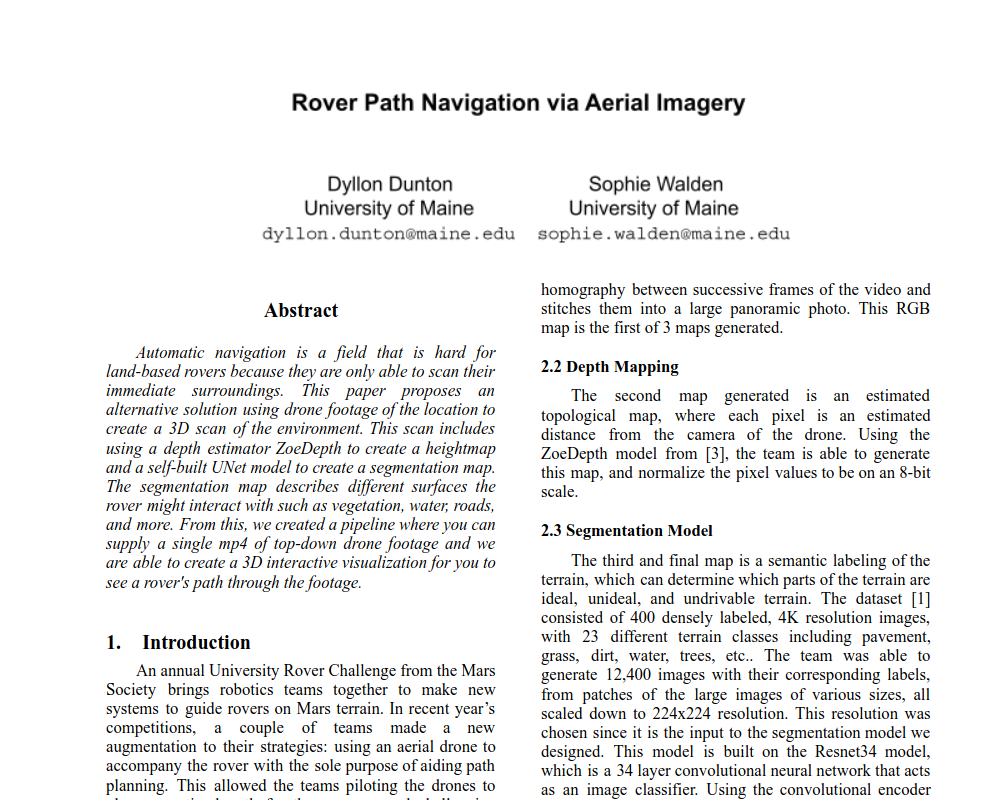 Rover Path Navigation via Aerial Imagery
Dyllon Dunton
University of Maine
dyllon.dunton@maine.edu
Sophie Walden
University of Maine
sophie.walden@maine.edu
Abstract
Automatic navigation is a field that is hard for
land-based rovers because they are only able to scan their
immediate surroundings. This paper proposes an
alternative solution using drone footage of the location to
create a 3D scan of the environment. This scan includes
using a depth estimator ZoeDepth to create a heightmap
and a self-built UNet model to create a segmentation map.
The segmentation map describes different surfaces the
rover might interact with such as vegetation, water, roads,
and more. From this, we created a pipeline where you can
supply a single mp4 of top-down drone footage and we
are able to create a 3D interactive visualization for you to
see a rover's path through the footage.
1. Introduction
An annual University Rover Challenge from the Mars
Society brings robotics teams together to make new
systems to guide rovers on Mars terrain. In recent year’s
competitions, a couple of teams made a new
augmentation to their strategies: using an aerial drone to
accompany the rover with the sole purpose of aiding path
planning. This allowed the teams piloting the drones to
homography between successive frames of the video and
stitches them into a large panoramic photo. This RGB
map is the first of 3 maps generated.
2.2 Depth Mapping
The second map generated is an estimated
topological map, where each pixel is an estimated
distance from the camera of the drone. Using the
ZoeDepth model from [3], the team is able to generate
this map, and normalize the pixel values to be on an 8-bit
scale.
2.3 Segmentation Model
The third and final map is a semantic labeling of the
terrain, which can determine which parts of the terrain are
ideal, unideal, and undrivable terrain. The dataset [1]
consisted of 400 densely labeled, 4K resolution images,
with 23 different terrain classes including pavement,
grass, dirt, water, trees, etc.. The team was able to
generate 12,400 images with their corresponding labels,
from patches of the large images of various sizes, all
scaled down to 224x224 resolution. This resolution was
chosen since it is the input to the segmentation model we
designed. This model is built on the Resnet34 model,
which is a 34 layer convolutional neural network that acts
as an image classifier. Using the convolutional encoder